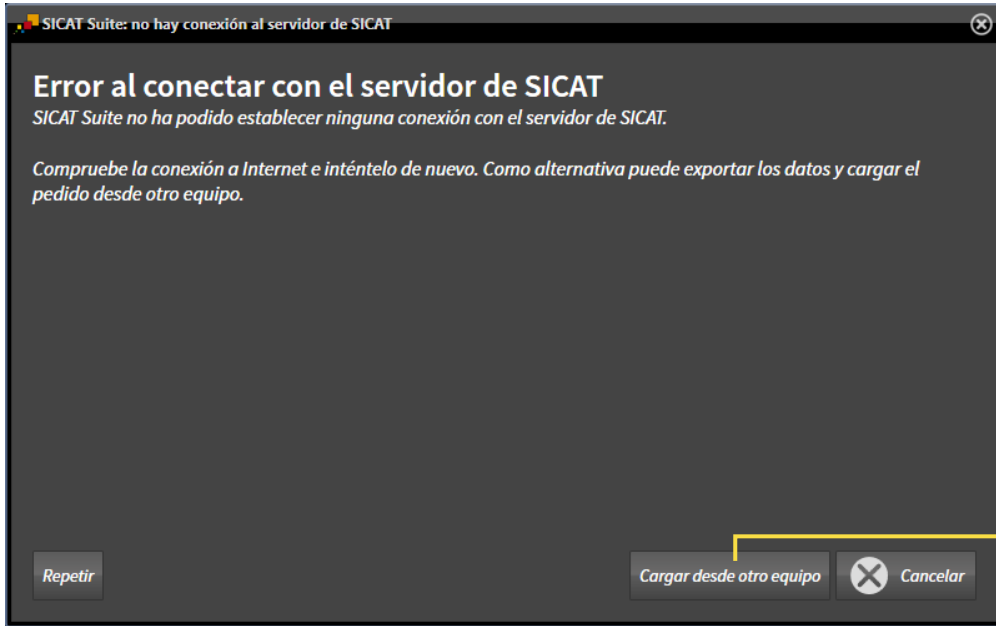 SICAT Suite: no hay conexión al servidor de SICAT
Error al conectar con el servidor de SICAT
SICAT Suite no ha podido establecer ninguna conexión con el servidor de SICAT.
Compruebe la conexión a Internet e inténtelo de nuevo. Como alternativa puede exportar los datos y cargar el
pedido desde otro equipo.
Repetir
Cargar desde otro equipo
Cancelar